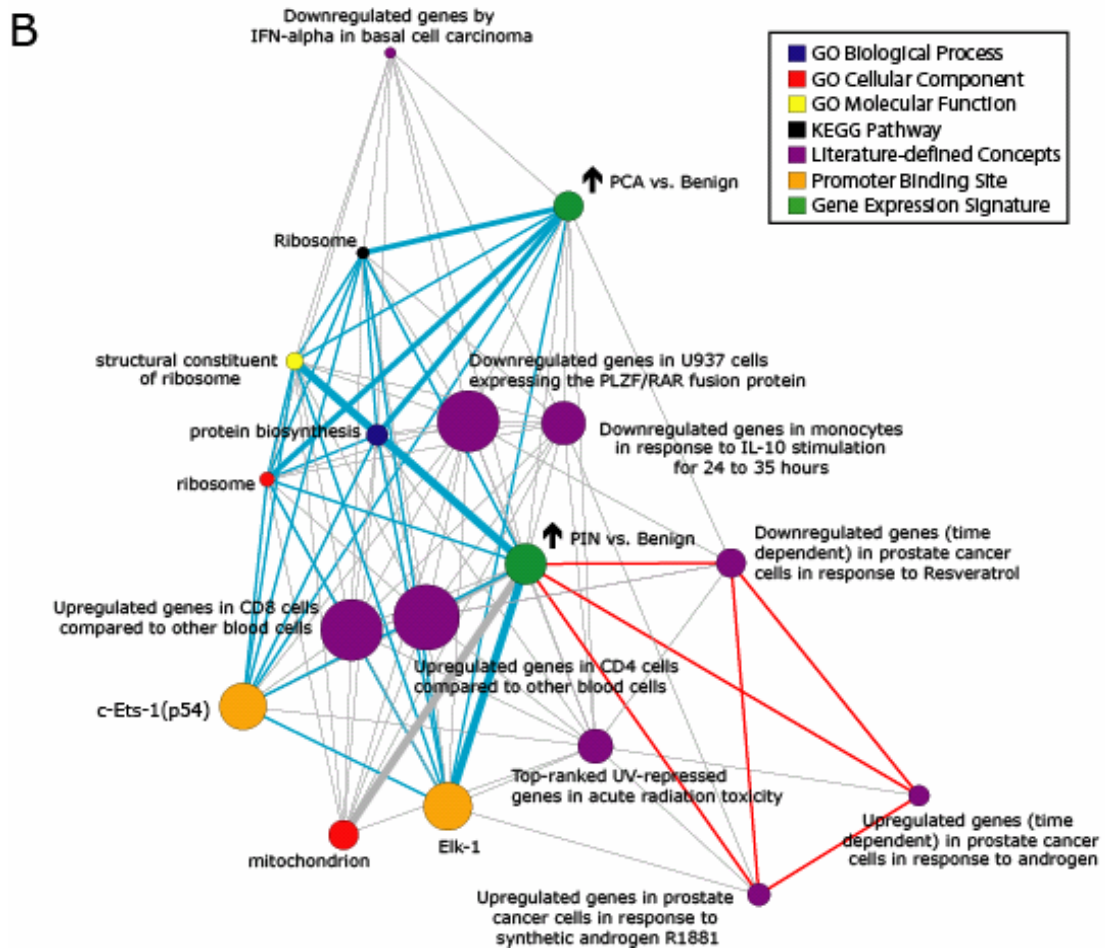 B
Downregulated genes by
IFN-alpha in basal cell carcinoma
GO Biological Process
GO Cellular Component
GO Molecular Function
KEGG Pathway
Literature-defined Concepts
Promoter Binding Site
Gene Expression Signature
PCA vs. Benign
Ribosome
structural constituent
of ribosome
Downregulated genes in U937 cells
expressing the PLZF/RAR fusion protein
protein biosynthesis
Downregulated genes in monocytes
in response to IL-10 stimulation
for 24 to 35 hours
ribosome
PIN vs. Benign
Downregulated genes (time
dependent) in prostate cancer
cells in response to Resveratrol
Upregulated genes in CD8 cells
compared to other blood cells
Upregulated genes in CD4 cells
compared to other blood cells
c-Ets-1(p54)
Top-ranked UV-repressed
genes in acute radiation toxicity
Elk-1
mitochondrion
Upregulated genes (time
dependent) in prostate cancer
cells in response to androgen
Upregulated genes in prostate
cancer cells in response to
synthetic androgen R1881